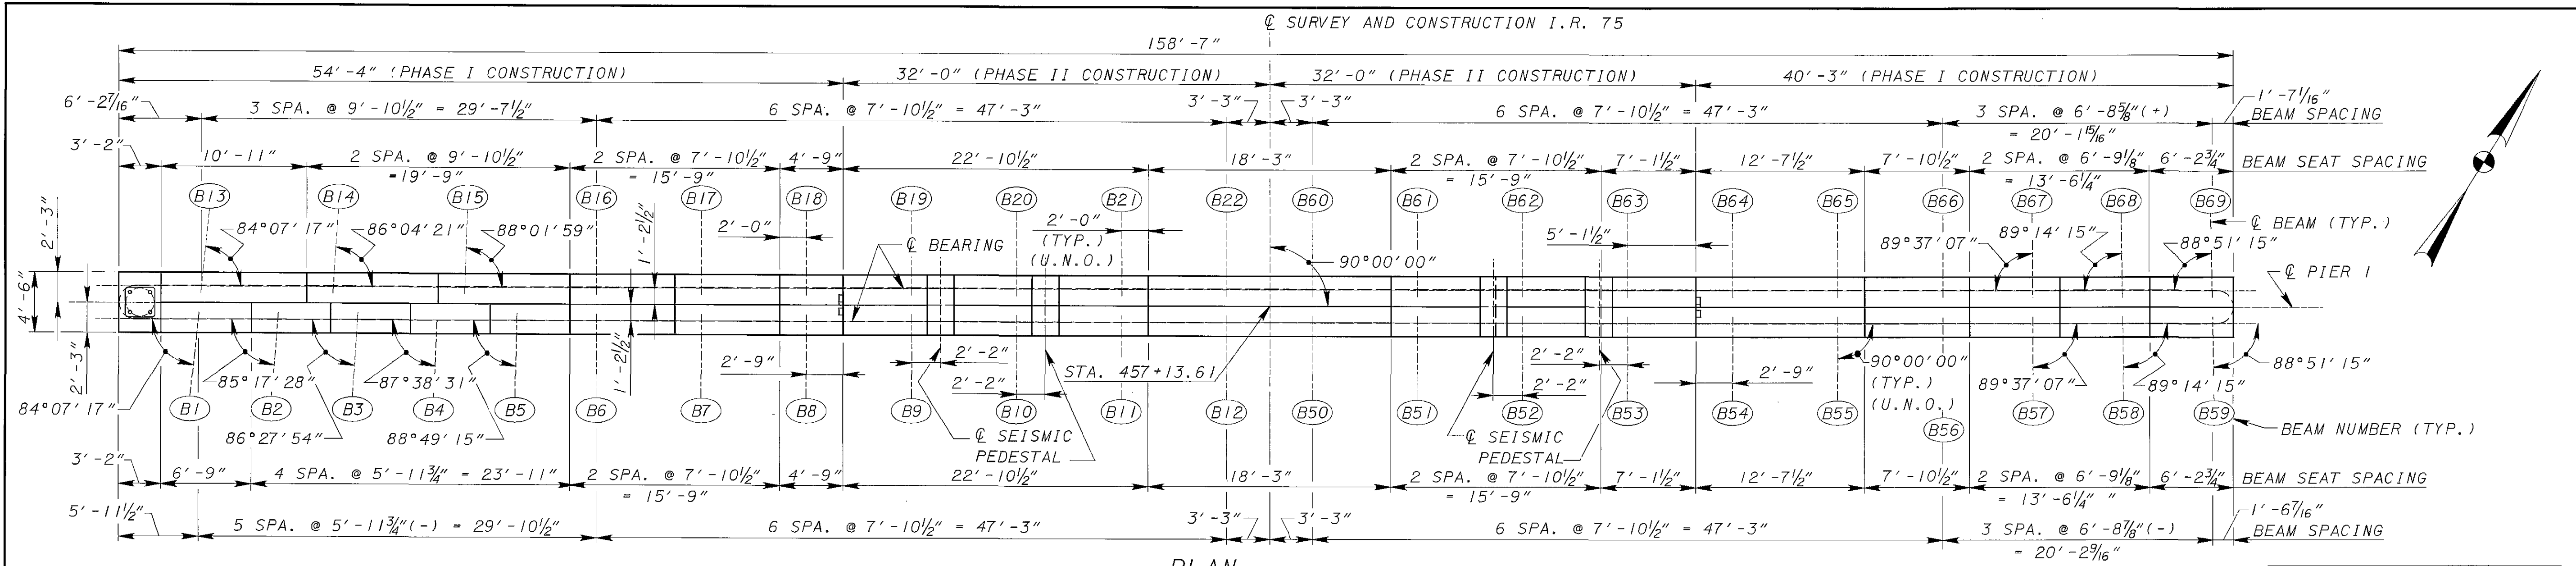 ℄ SURVEY AND CONSTRUCTION I.R. 75
158'-7"
54'-4" (PHASE I CONSTRUCTION)
32'-0" (PHASE II CONSTRUCTION)
32'-0" (PHASE II CONSTRUCTION)
40'-3" (PHASE I CONSTRUCTION)
6'-2 7/16"
3 SPA. @ 9'-10 1/2" = 29'-7 1/2"
6 SPA. @ 7'-10 1/2" = 47'-3"
3'-3"
3'-3"
6 SPA. @ 7'-10 1/2" = 47'-3"
3 SPA. @ 6'-8 5/8" (+)
= 20'-1 15/16"
1'-7 1/16"
BEAM SPACING
3'-2"
10'-11"
2 SPA. @ 9'-10 1/2"
= 19'-9"
2 SPA. @ 7'-10 1/2"
= 15'-9"
4'-9"
22'-10 1/2"
18'-3"
2 SPA. @ 7'-10 1/2"
= 15'-9"
7'-1 1/2"
12'-7 1/2"
7'-10 1/2"
2 SPA. @ 6'-9 1/8"
= 13'-6 1/4"
6'-2 3/4"
BEAM SEAT SPACING
B13
B14
B15
B16
B17
B18
B19
B20
B21
B22
B60
B61
B62
B63
B64
B65
B66
B67
B68
B69
℄ BEAM (TYP.)
84°07'17"
86°04'21"
88°01'59"
1'-2 1/2"
2'-0"
℄ BEARING
2'-0"
(TYP.)
(U.N.O.)
90°00'00"
5'-1 1/2"
89°37'07"
89°14'15"
88°51'15"
℄ PIER 1
2'-3"
4'-6"
2'-3"
84°07'17"
85°17'28"
86°27'54"
87°38'31"
88°49'15"
1'-2 1/2"
2'-9"
2'-2"
2'-2"
STA. 457+13.61
2'-2"
2'-2"
2'-9"
90°00'00"
(TYP.)
(U.N.O.)
89°37'07"
89°14'15"
88°51'15"
B1
B2
B3
B4
B5
B6
B7
B8
B9
B10
B11
B12
B50
B51
B52
B53
B54
B55
B56
B57
B58
B59
℄ SEISMIC
PEDESTAL
℄ SEISMIC
PEDESTAL
BEAM NUMBER (TYP.)
3'-2"
6'-9"
4 SPA. @ 5'-11 3/4" = 23'-11"
2 SPA. @ 7'-10 1/2"
= 15'-9"
4'-9"
22'-10 1/2"
18'-3"
2 SPA. @ 7'-10 1/2"
= 15'-9"
7'-1 1/2"
12'-7 1/2"
7'-10 1/2"
2 SPA. @ 6'-9 1/8"
= 13'-6 1/4" "
6'-2 3/4"
BEAM SEAT SPACING
5'-11 1/2"
5 SPA. @ 5'-11 3/4" (-) = 29'-10 1/2"
6 SPA. @ 7'-10 1/2" = 47'-3"
3'-3"
3'-3"
6 SPA. @ 7'-10 1/2" = 47'-3"
3 SPA. @ 6'-8 7/8" (-)
= 20'-2 9/16"
1'-6 7/16"
BEAM SPACING
PLAN